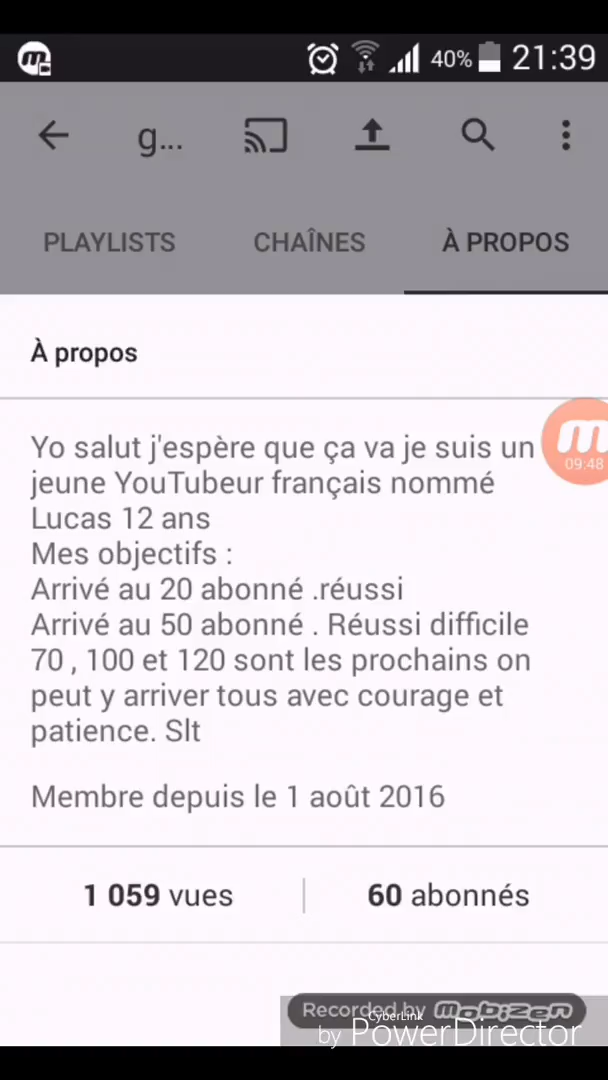 40% 21:39
g...
PLAYLISTS CHAÎNES À PROPOS
À propos
Yo salut j'espère que ça va je suis un
jeune YouTubeur français nommé
Lucas 12 ans
Mes objectifs :
Arrivé au 20 abonné .réussi
Arrivé au 50 abonné . Réussi difficile
70 , 100 et 120 sont les prochains on
peut y arriver tous avec courage et
patience. Slt
m
09:48
Membre depuis le 1 août 2016
1 059 vues 60 abonnés
Recorded by mobizen
CyberLink
by PowerDirector